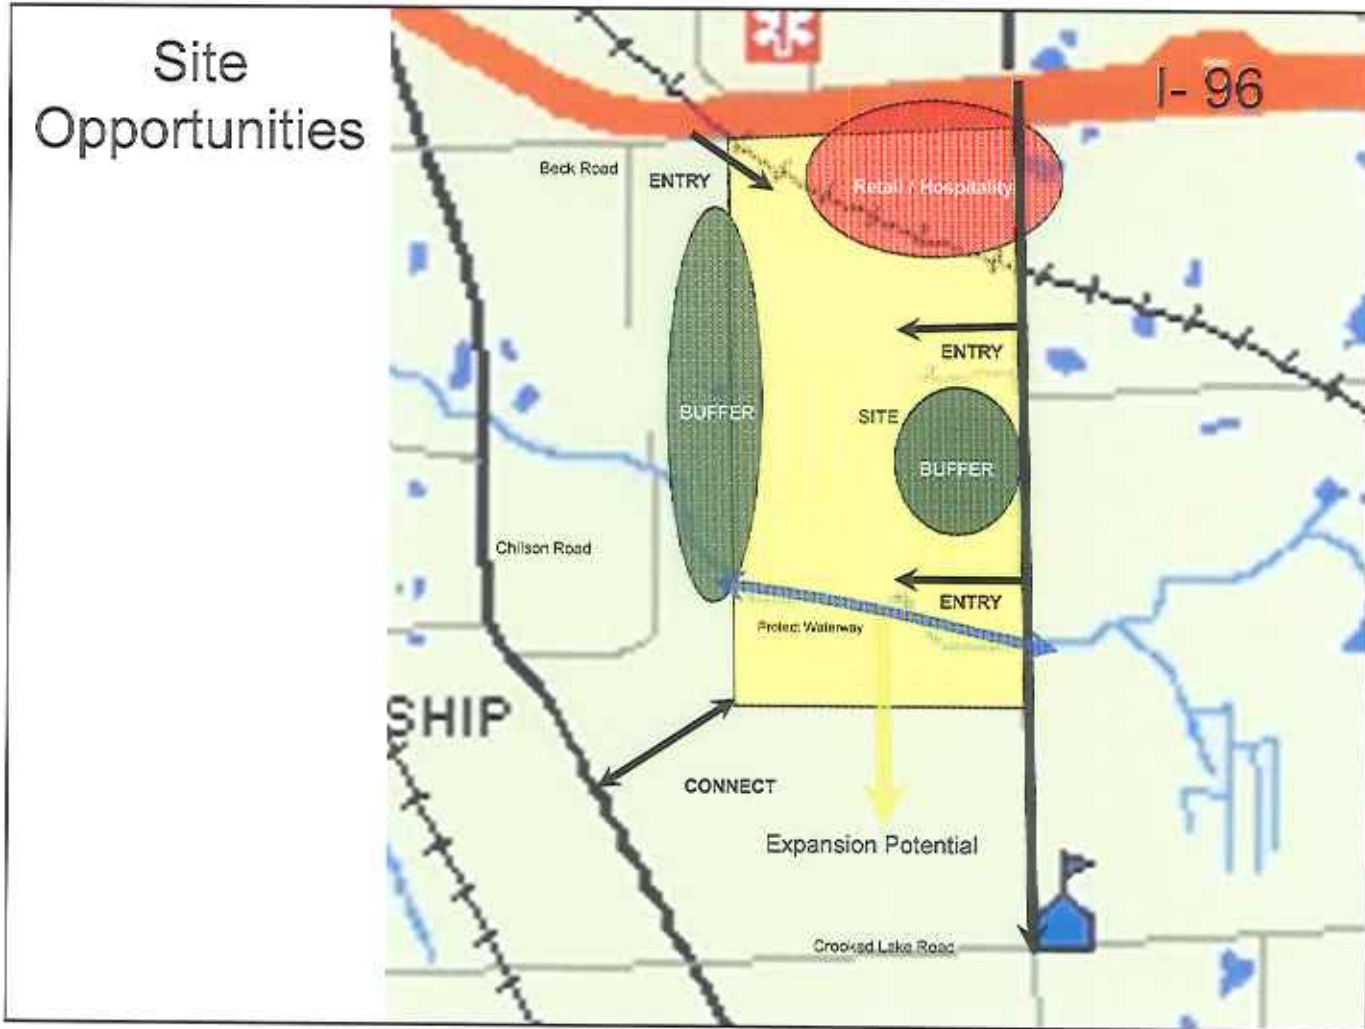 Site
Opportunities
I- 96
Beck Road
ENTRY
Retail / Hospitality
ENTRY
BUFFER
SITE
BUFFER
Chilson Road
ENTRY
Protect Waterway
SHIP
CONNECT
Expansion Potential
Crooked Lake Road